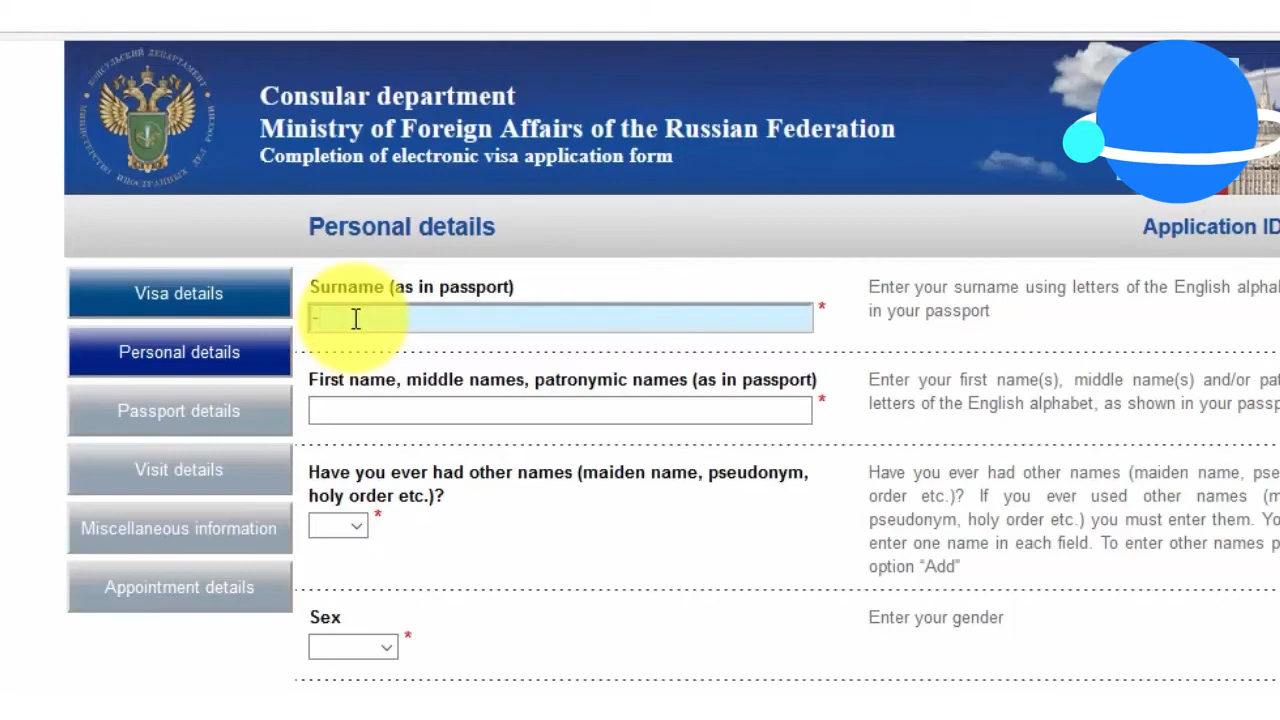 Consular department
Ministry of Foreign Affairs of the Russian Federation
Completion of electronic visa application form
Personal details
Application ID
Visa details
Personal details
Passport details
Visit details
Miscellaneous information
Appointment details
Surname (as in passport) *
-
Enter your surname using letters of the English alpha
in your passport
First name, middle names, patronymic names (as in passport) *
Enter your first name(s), middle name(s) and/or pa
letters of the English alphabet, as shown in your pass
Have you ever had other names (maiden name, pseudonym,
holy order etc.)? *
Have you ever had other names (maiden name, pse
order etc.)? If you ever used other names (m
pseudonym, holy order etc.) you must enter them. Yo
enter one name in each field. To enter other names p
option “Add”
Sex *
Enter your gender